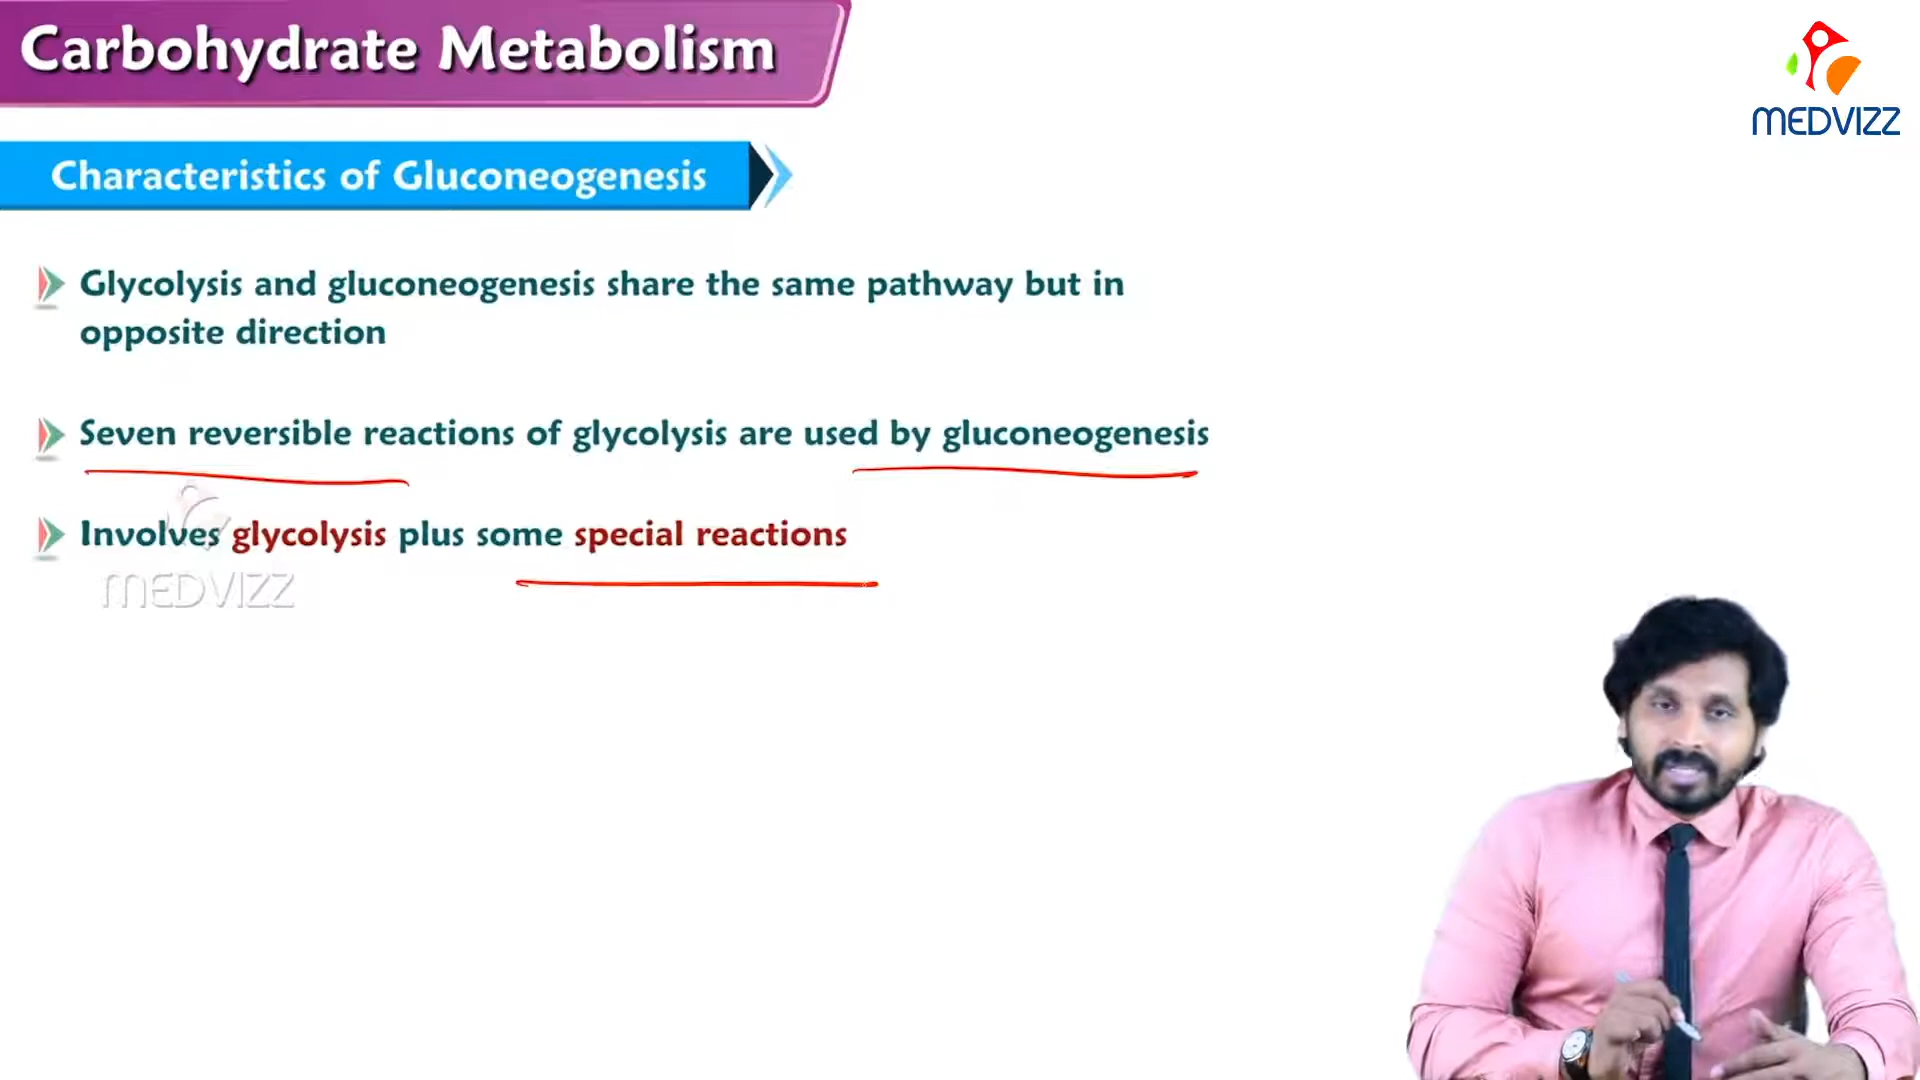 Carbohydrate Metabolism
MEDVIZZ
Characteristics of Gluconeogenesis
Glycolysis and gluconeogenesis share the same pathway but in
opposite direction
Seven reversible reactions of glycolysis are used by gluconeogenesis
Involves glycolysis plus some special reactions
MEDVIZZ